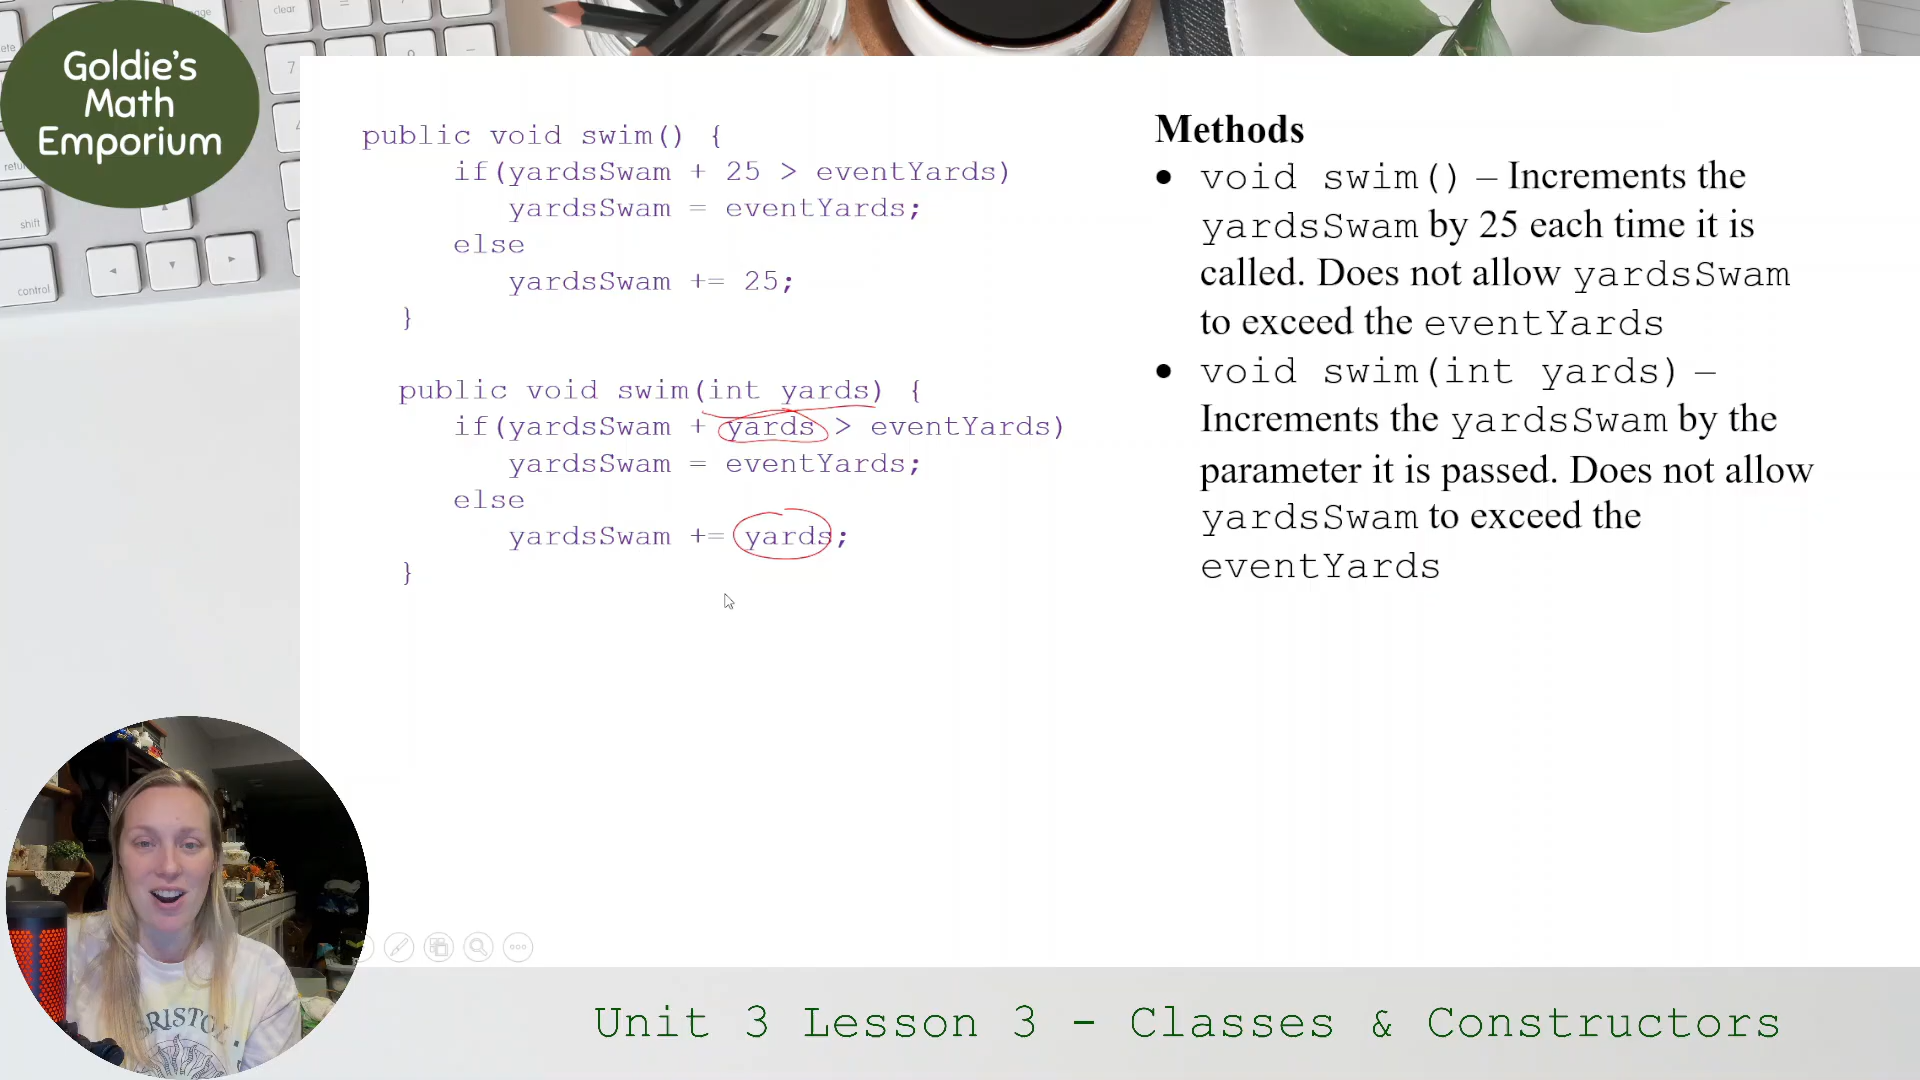 Goldie's
Math
Emporium
public void swim() {
if(yardsSwam + 25 > eventYards)
yardsSwam = eventYards;
else
yardsSwam += 25;
}
public void swim(int yards) {
if(yardsSwam + yards > eventYards)
yardsSwam = eventYards;
else
yardsSwam += yards;
}
Methods
• void swim() – Increments the
yardsSwam by 25 each time it is
called. Does not allow yardsSwam
to exceed the eventYards
• void swim(int yards) –
Increments the yardsSwam by the
parameter it is passed. Does not allow
yardsSwam to exceed the
eventYards
Unit 3 Lesson 3 - Classes & Constructors
clear
7
shift
control